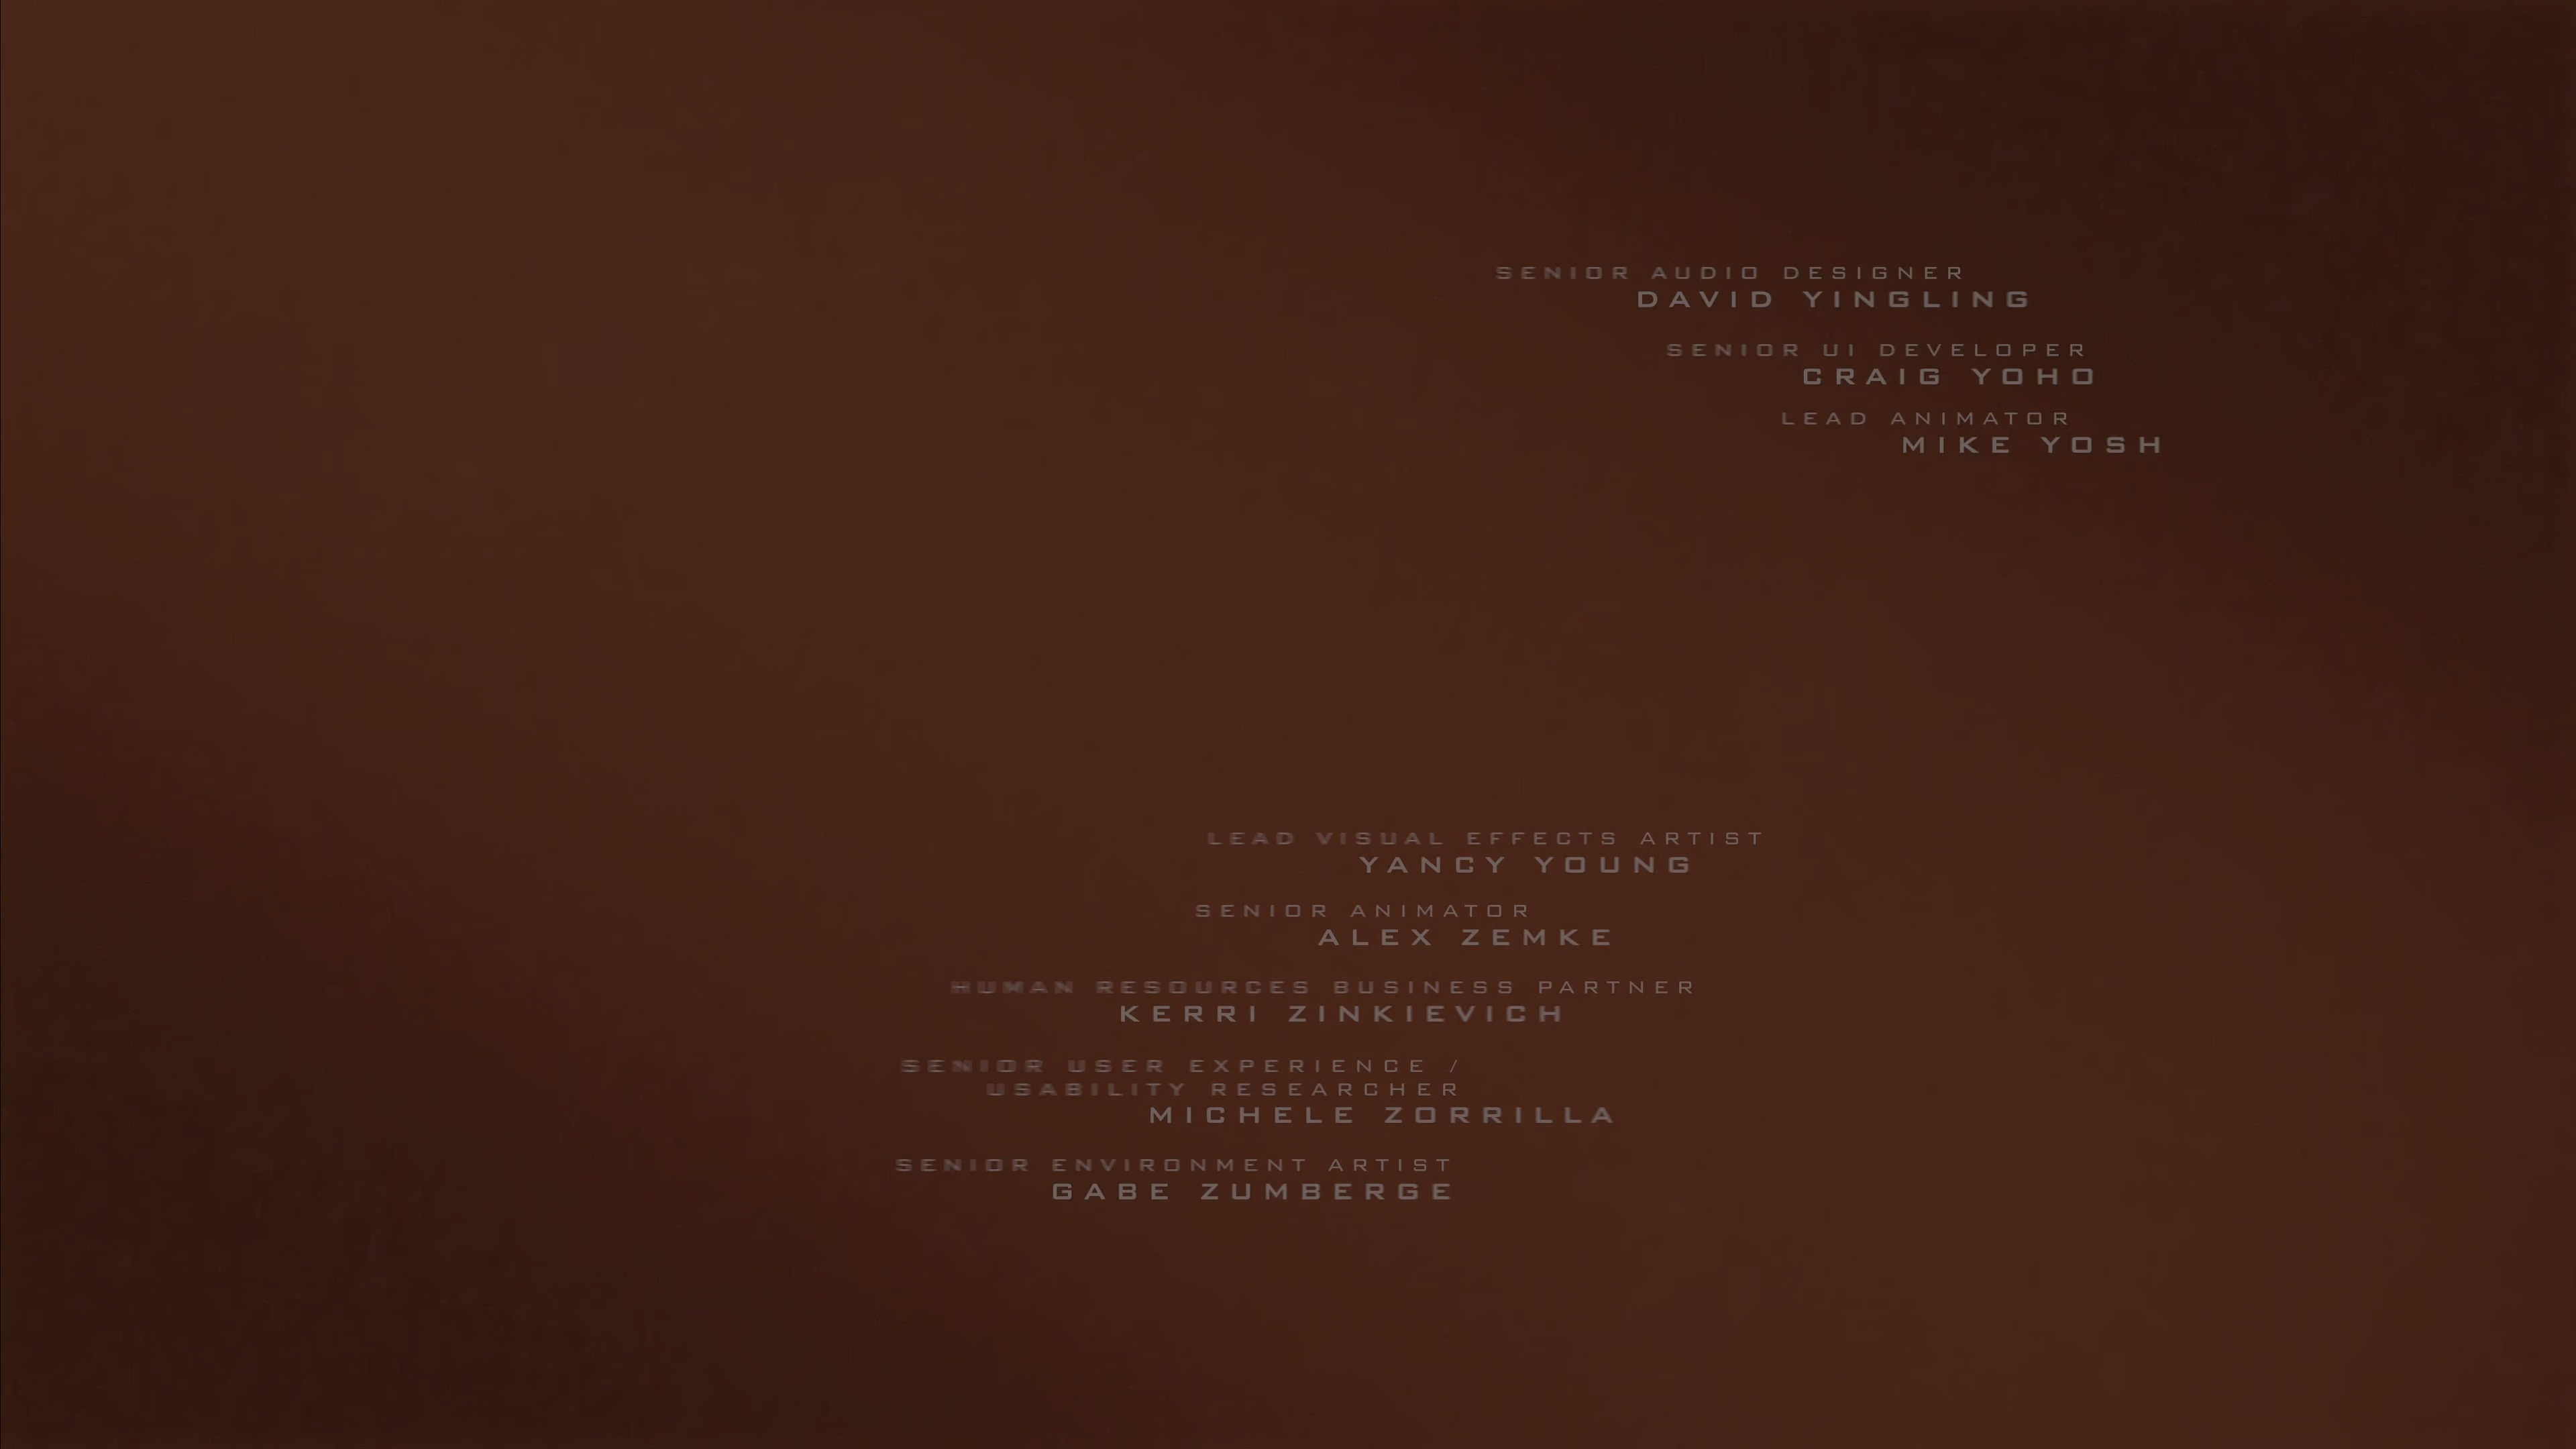 SENIOR AUDIO DESIGNER
DAVID YINGLING
SENIOR UI DEVELOPER
CRAIG YOHO
LEAD ANIMATOR
MIKE YOSH
LEAD VISUAL EFFECTS ARTIST
YANCY YOUNG
SENIOR ANIMATOR
ALEX ZEMKE
HUMAN RESOURCES BUSINESS PARTNER
KERRI ZINKIEVICH
SENIOR USER EXPERIENCE /
USABILITY RESEARCHER
MICHELE ZORRILLA
SENIOR ENVIRONMENT ARTIST
GABE ZUMBERGE